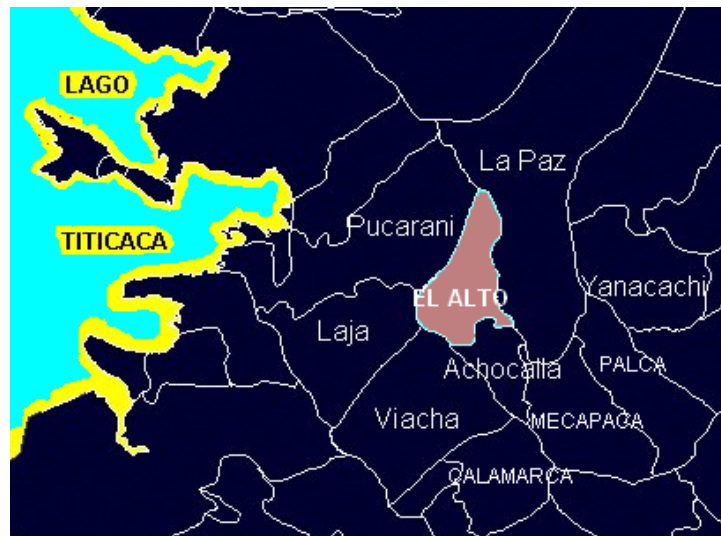 LAGO
La Paz
Pucarani
TITICACA
Yanacachi
EL ALTO
Laja
Achocalla
PALCA
Viacha
MECAPACA
CALAMARCA